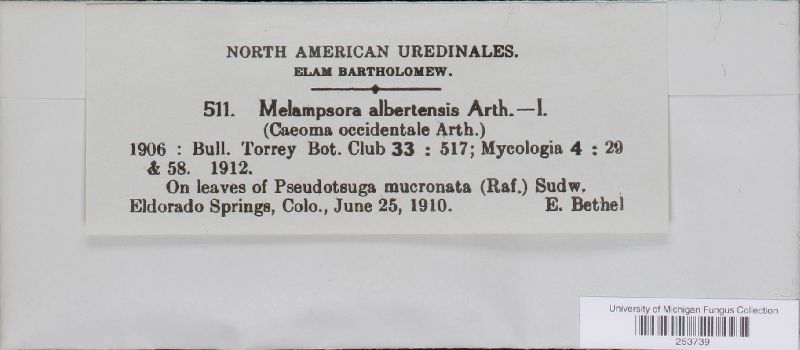 NORTH AMERICAN UREDINALES.
ELAM BARTHOLOMEW.
511. Melampsora albertensis Arth.—I.
(Caeoma occidentale Arth.)
1906 : Bull. Torrey Bot. Club 33 : 517; Mycologia 4 : 29
& 58. 1912.
On leaves of Pseudotsuga mucronata (Raf.) Sudw.
Eldorado Springs, Colo., June 25, 1910. E. Bethel
University of Michigan Fungus Collection
253739